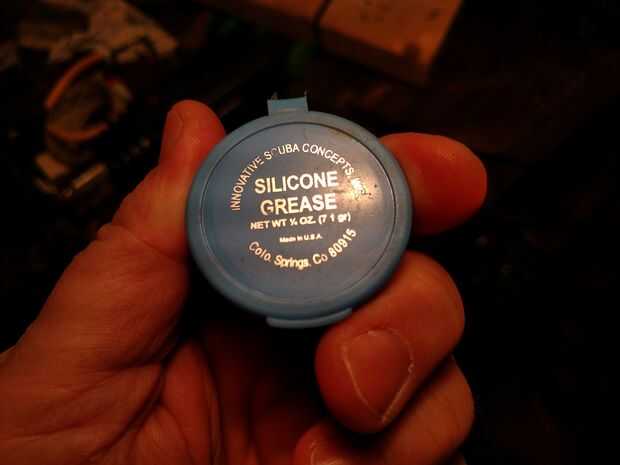 INNOVATIVE SCUBA CONCEPTS, INC.
SILICONE
GREASE
NET WT ¼ OZ. (7 1 gr)
Made in U.S.A.
Colo. Springs, Co 80915